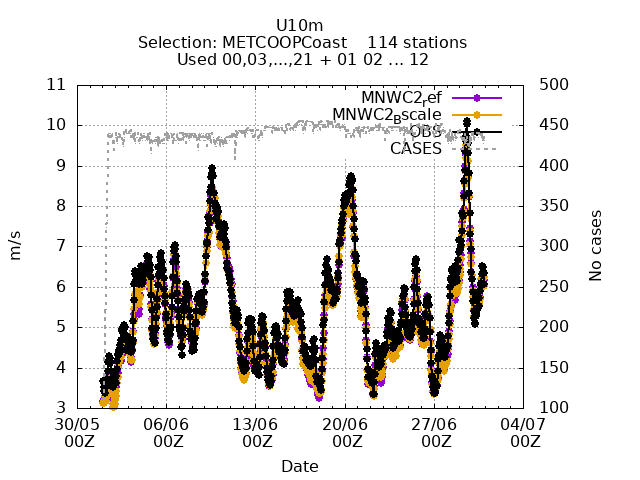 U10m
Selection: METCOOPCoast 114 stations
Used 00,03,...,21 + 01 02 ... 12
11
10
9
8
7
6
5
4
3
m/s
500
450
400
350
300
250
200
150
100
No cases
MNWC2_ref
MNWC2_Bscale
OBS
CASES
30/05 06/06 13/06 20/06 27/06 04/07
00Z 00Z 00Z 00Z 00Z 00Z
Date